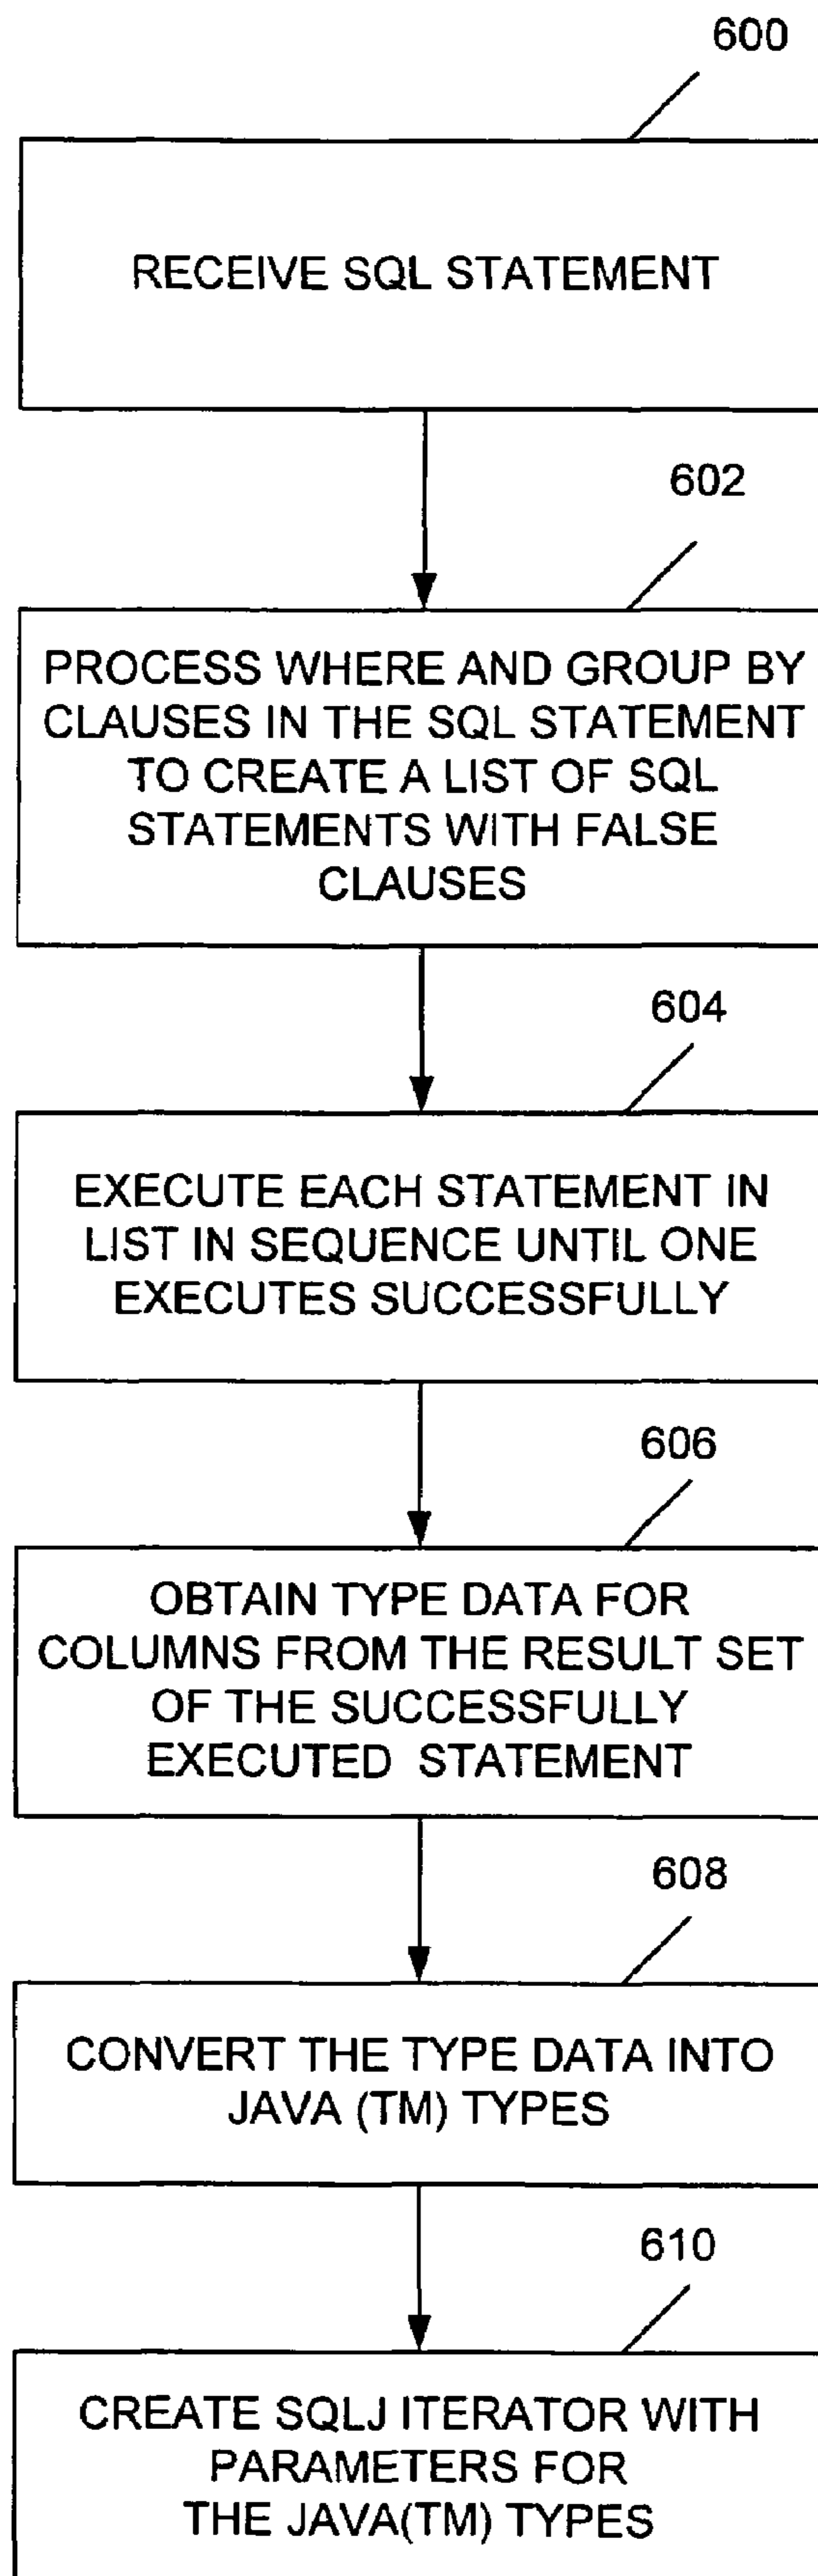 600
RECEIVE SQL STATEMENT
602
PROCESS WHERE AND GROUP BY
CLAUSES IN THE SQL STATEMENT
TO CREATE A LIST OF SQL
STATEMENTS WITH FALSE
CLAUSES
604
EXECUTE EACH STATEMENT IN
LIST IN SEQUENCE UNTIL ONE
EXECUTES SUCCESSFULLY
606
OBTAIN TYPE DATA FOR
COLUMNS FROM THE RESULT SET
OF THE SUCCESSFULLY
EXECUTED STATEMENT
608
CONVERT THE TYPE DATA INTO
JAVA (TM) TYPES
610
CREATE SQLJ ITERATOR WITH
PARAMETERS FOR
THE JAVA(TM) TYPES